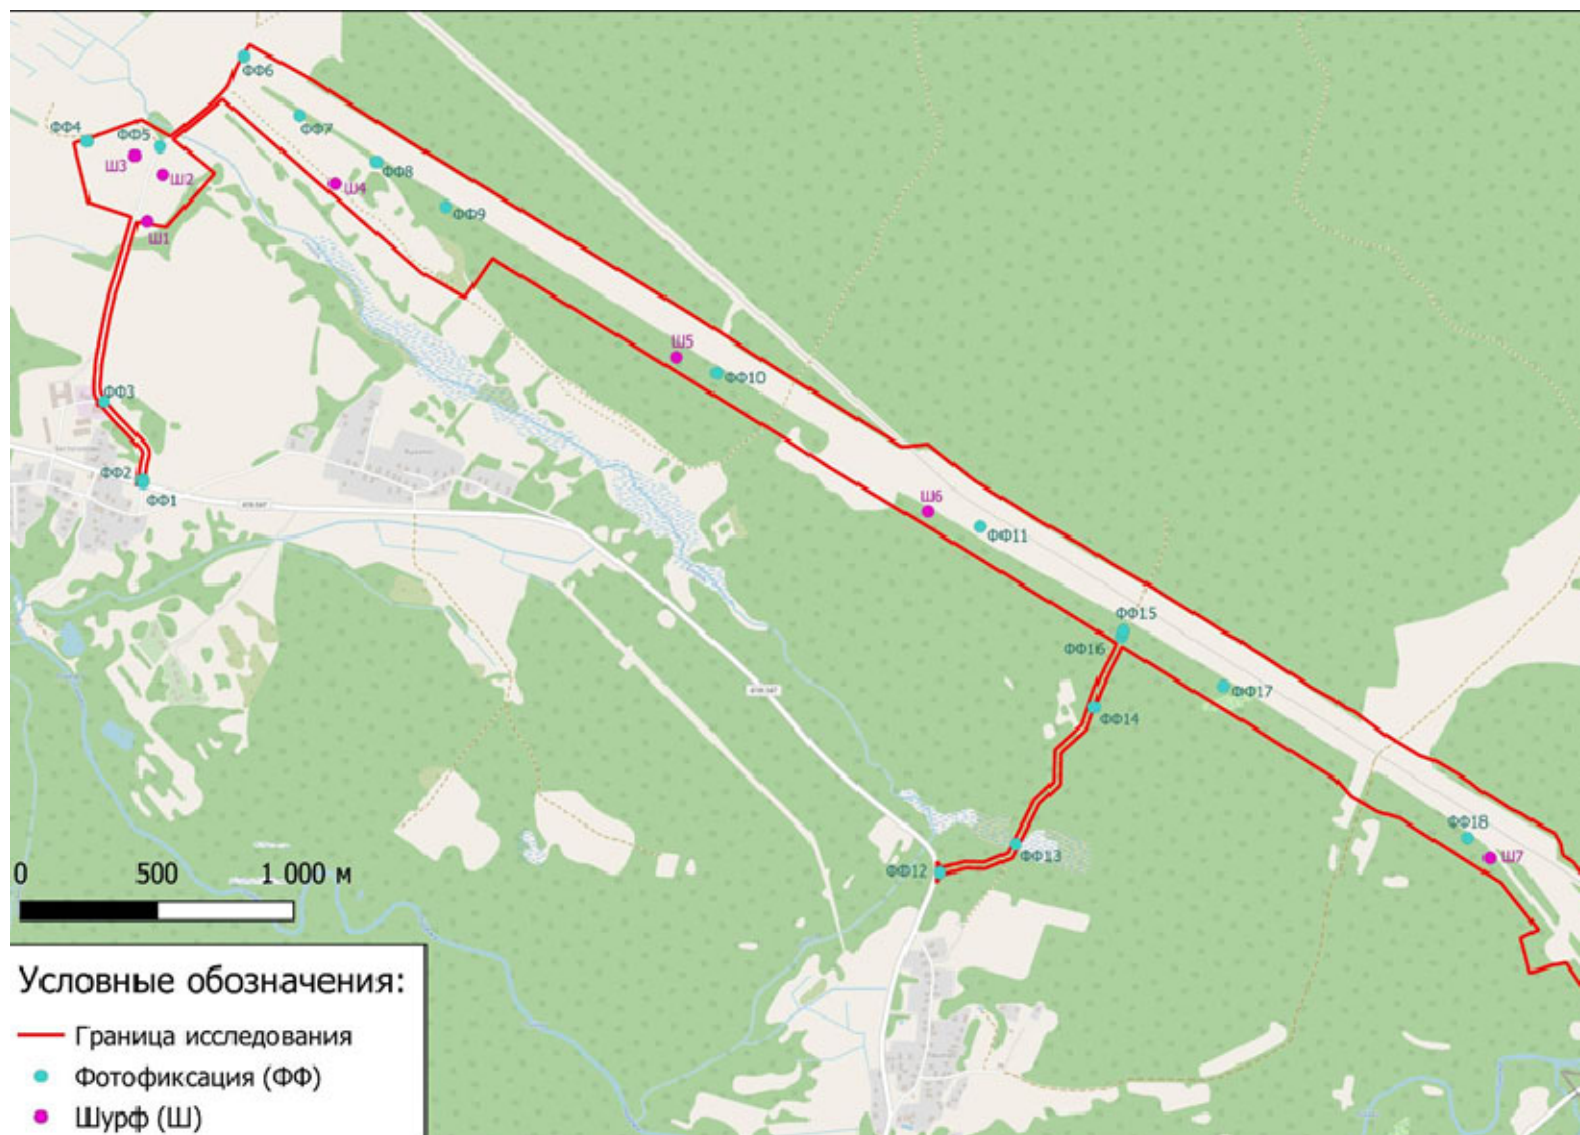 ФФ6
ФФ7
ФФ4
ФФ5
Ш3
Ш2
ФФ8
Ш4
ФФ9
Ш1
Ш5
ФФ10
ФФ3
ФФ2
ФФ1
Ш6
ФФ11
ФФ15
ФФ16
ФФ17
ФФ14
ФФ18
Ш7
ФФ13
ФФ12
0 500 1 000 м
Условные обозначения:
Граница исследования
Фотофиксация (ФФ)
Шурф (Ш)